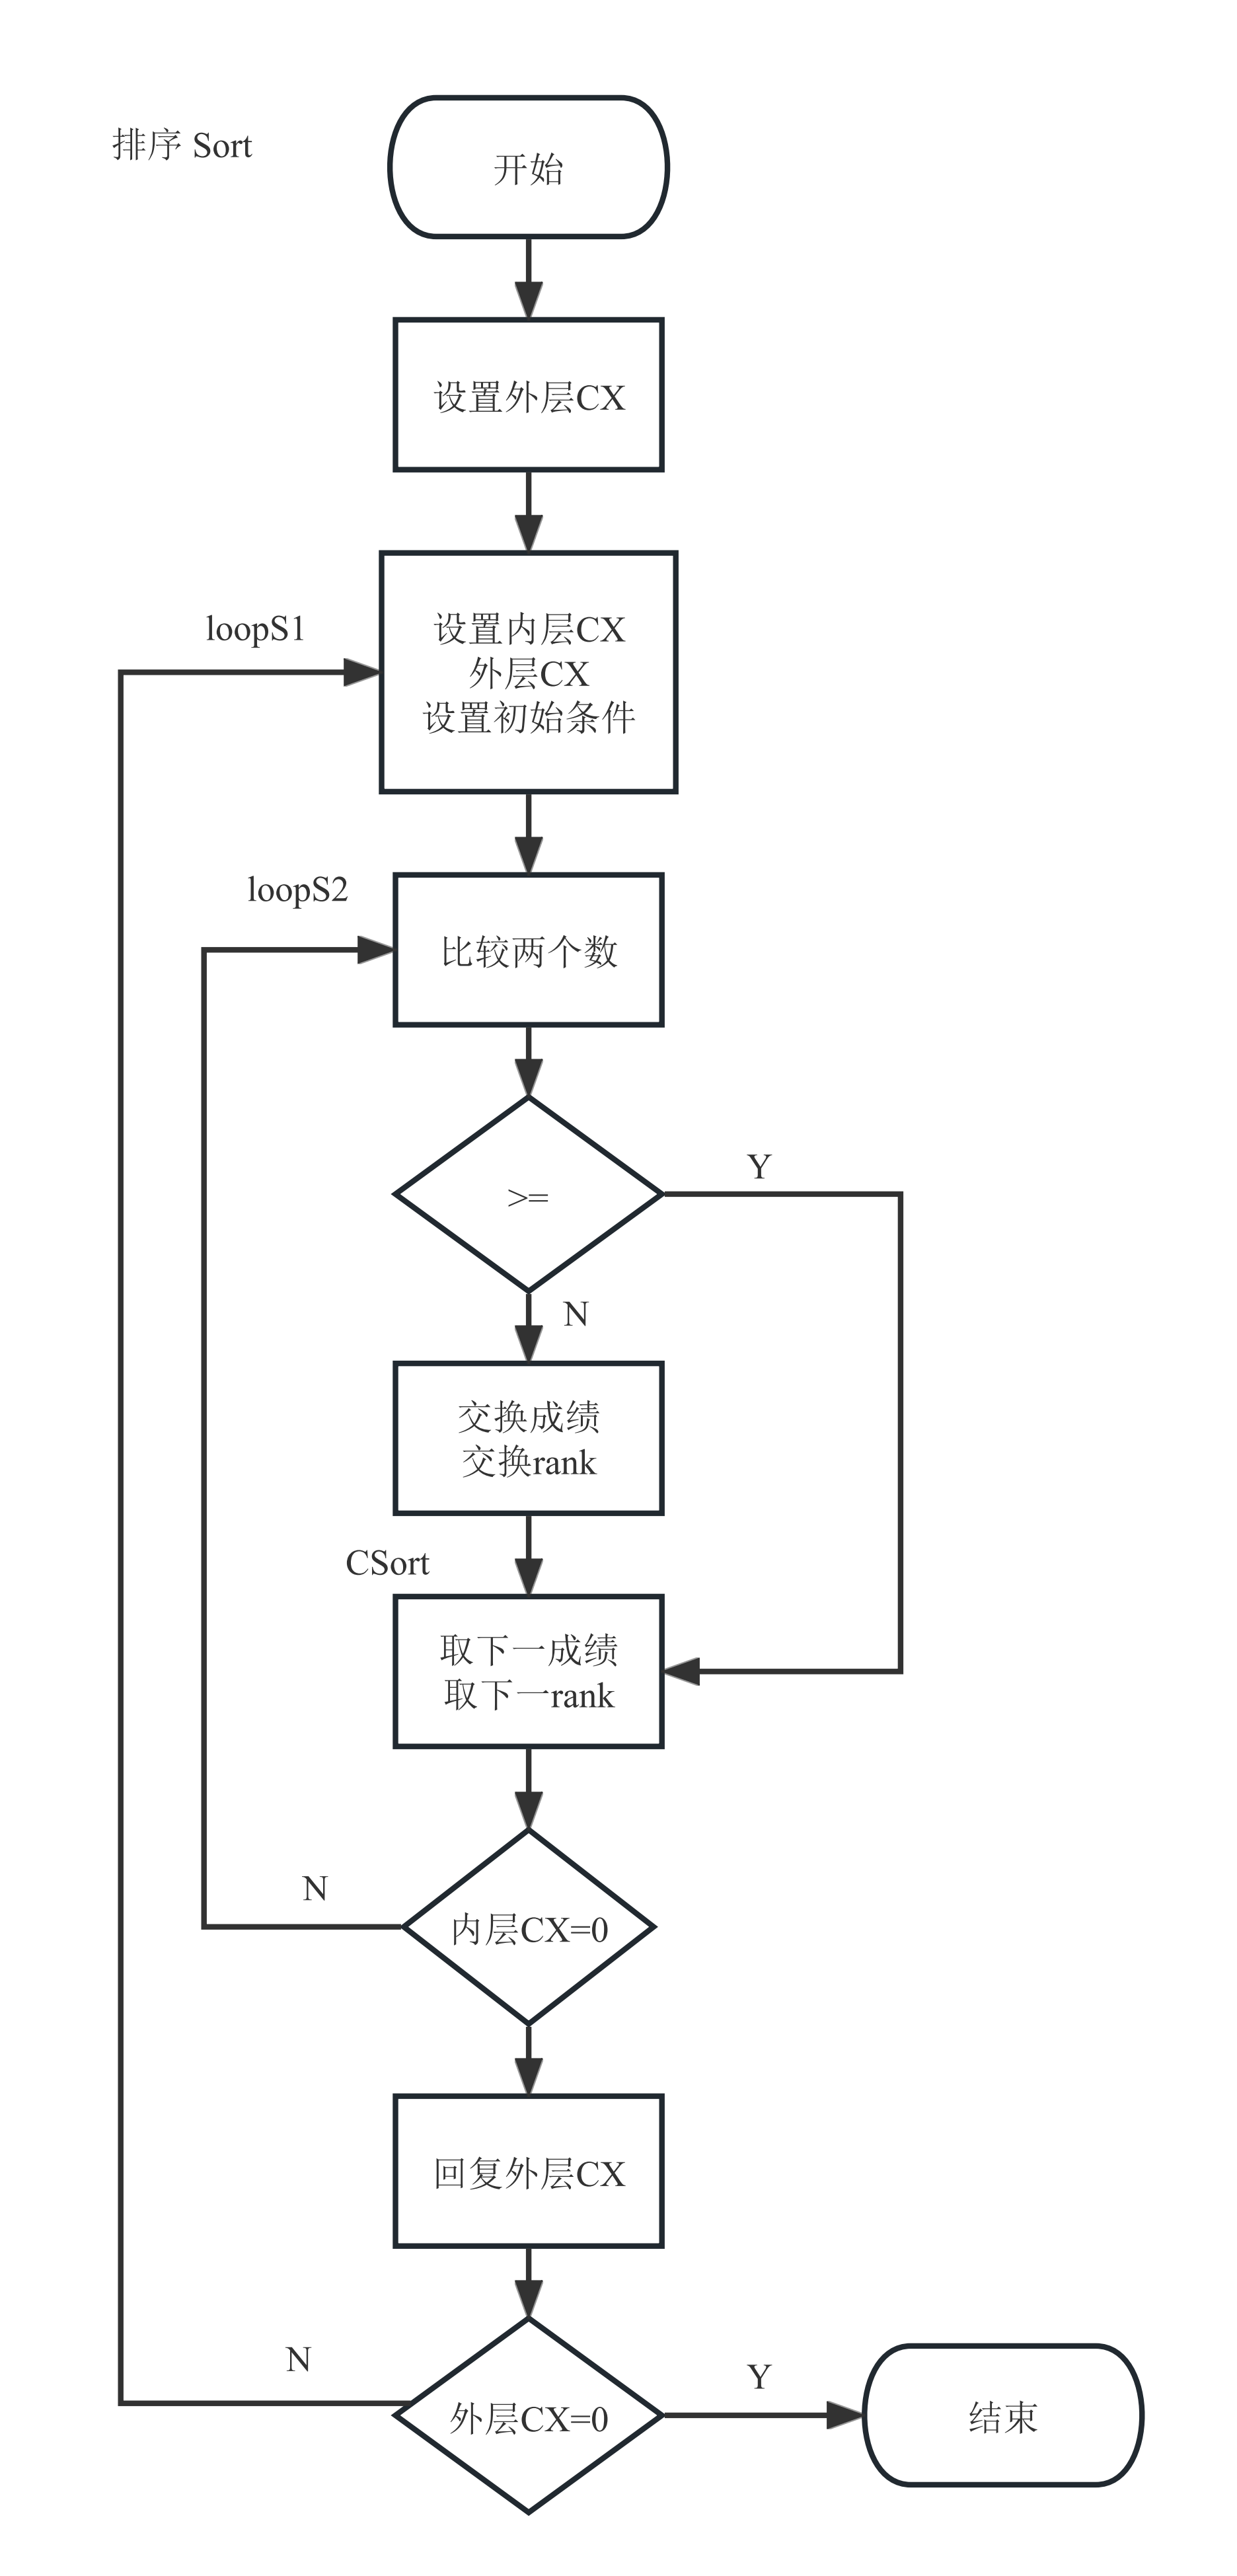 排序 Sort
开始
设置外层CX
loopS1
设置内层CX
外层CX
设置初始条件
loopS2
比较两个数
Y
>=
N
交换成绩
交换rank
CSort
取下一成绩
取下一rank
N
内层CX=0
回复外层CX
N
Y
外层CX=0
结束